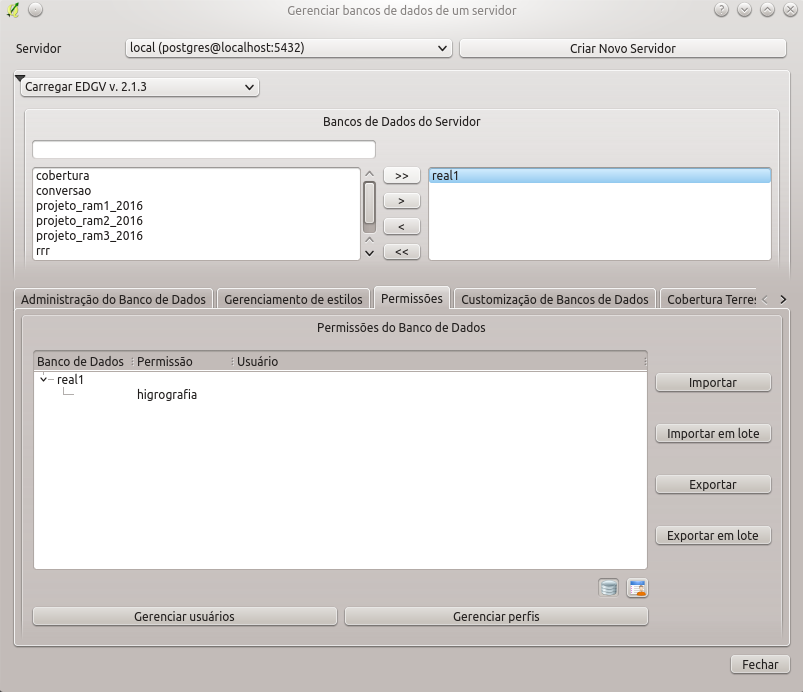 Gerenciar bancos de dados de um servidor
Servidor
local (postgres@localhost:5432)
Criar Novo Servidor
Carregar EDGV v. 2.1.3
Bancos de Dados do Servidor
cobertura
conversao
projeto_ram1_2016
projeto_ram2_2016
projeto_ram3_2016
rrr
>>
>
<
<<
real1
Administração do Banco de Dados
Gerenciamento de estilos
Permissões
Customização de Bancos de Dados
Cobertura Terres
Permissões do Banco de Dados
Banco de Dados Permissão Usuário
real1
higrografia
Importar
Importar em lote
Exportar
Exportar em lote
Gerenciar usuários
Gerenciar perfis
Fechar